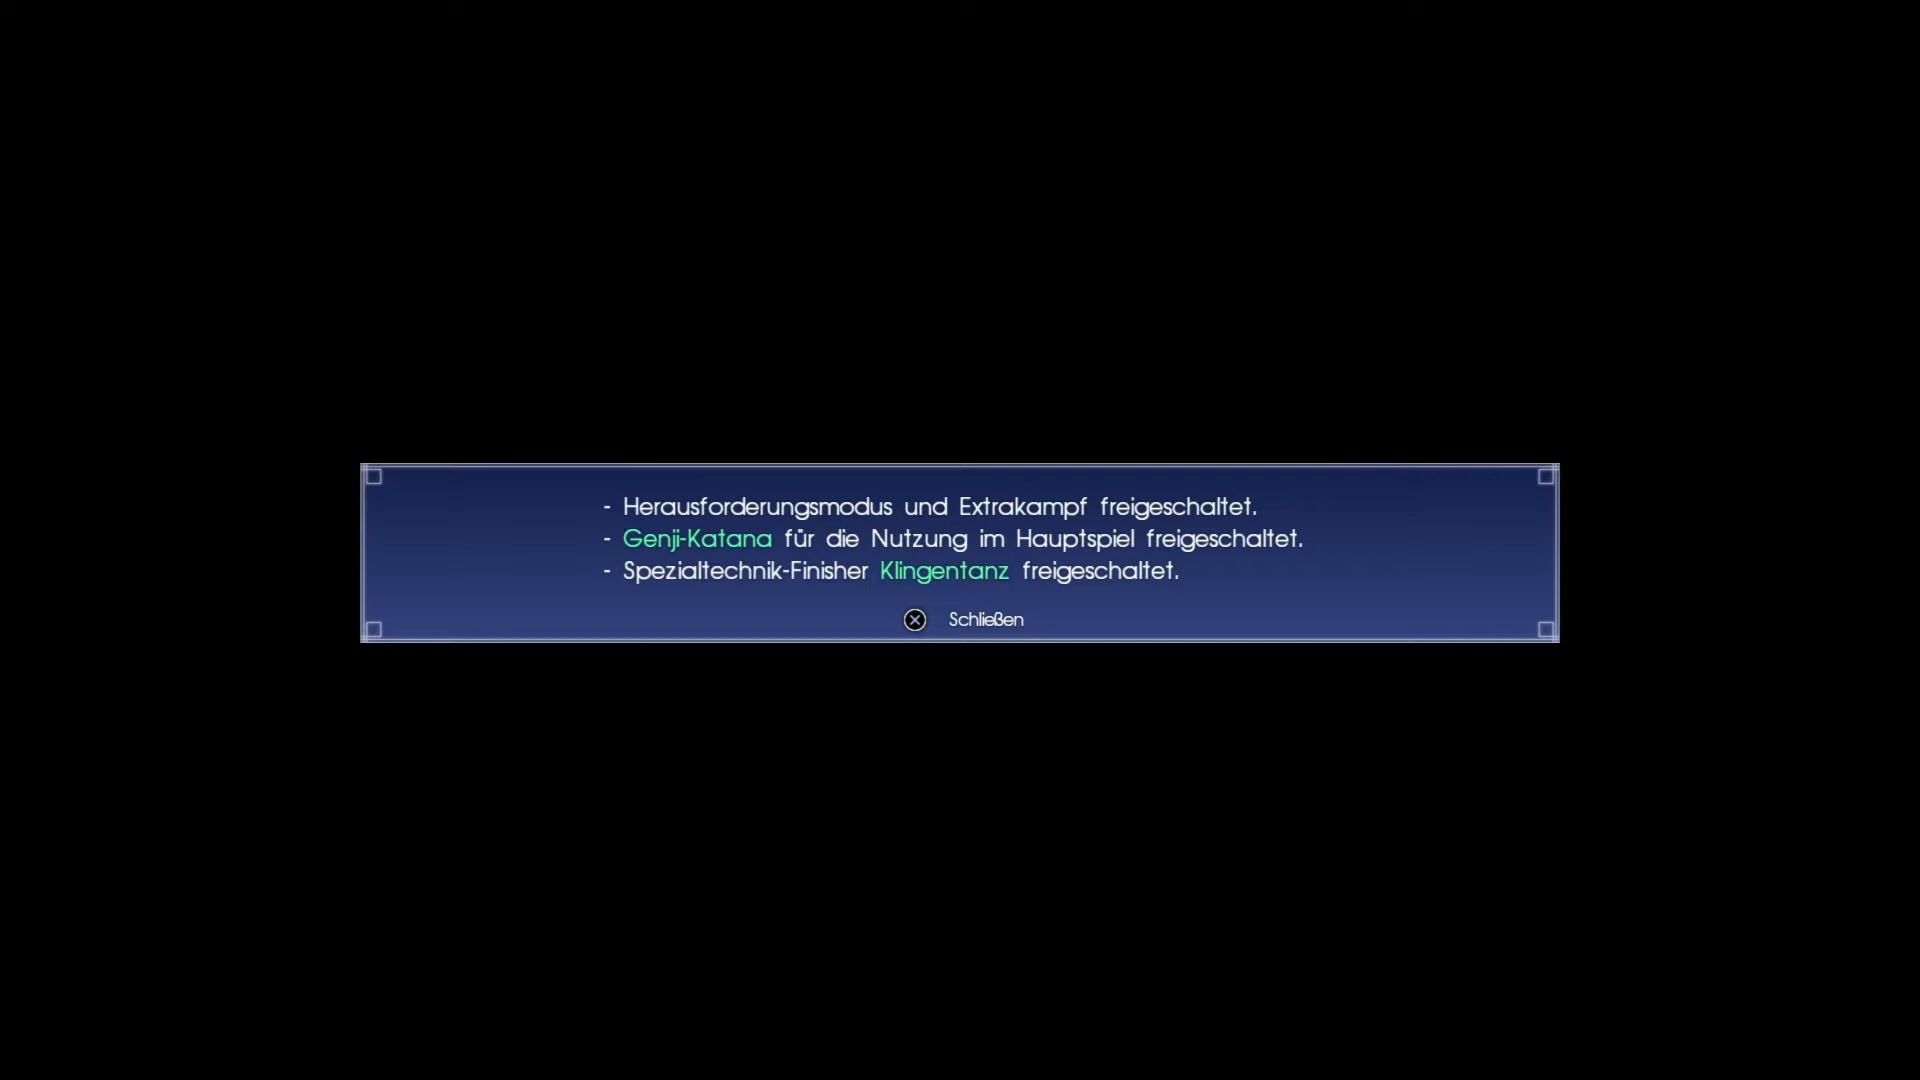 - Herausforderungsmodus und Extrakampf freigeschaltet.
- Genji-Katana für die Nutzung im Hauptspiel freigeschaltet.
- Spezialtechnik-Finisher Klingentanz freigeschaltet.
Schließen